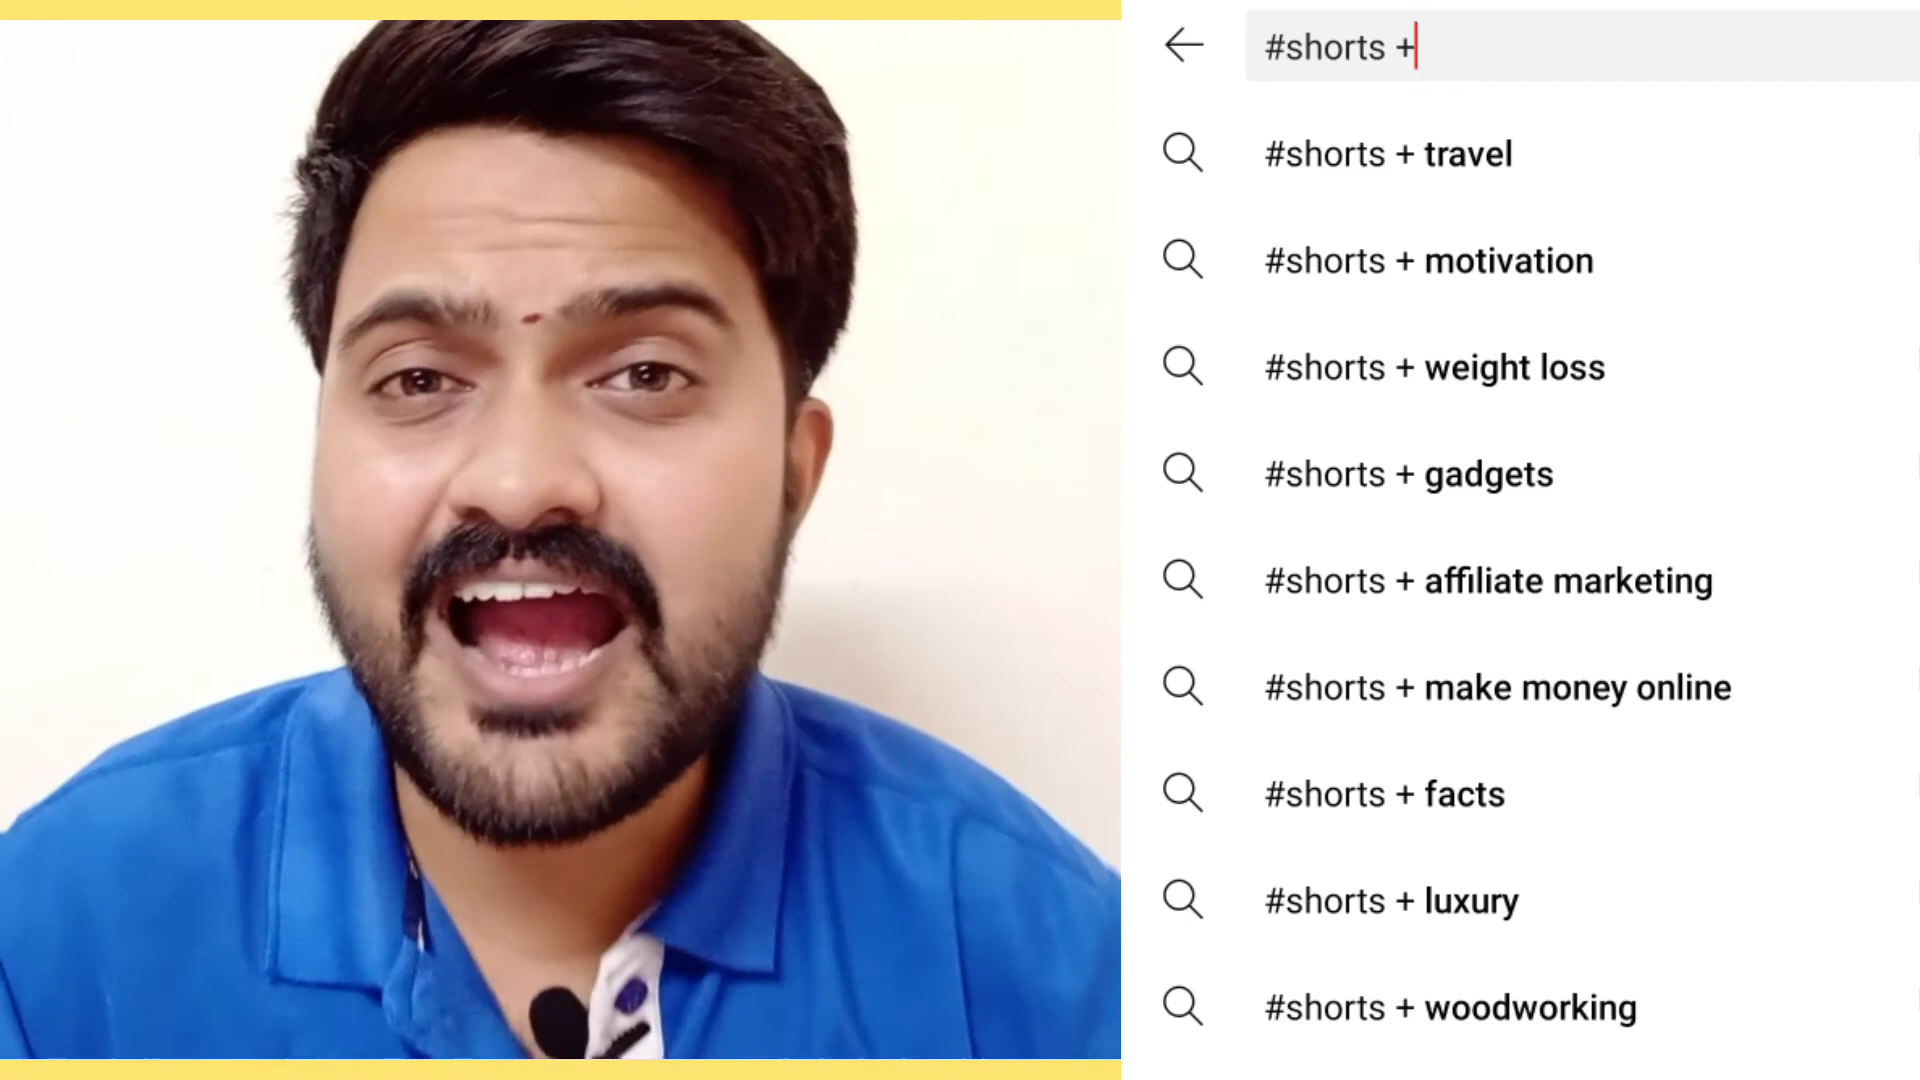 #shorts +
#shorts + travel
#shorts + motivation
#shorts + weight loss
#shorts + gadgets
#shorts + affiliate marketing
#shorts + make money online
#shorts + facts
#shorts + luxury
#shorts + woodworking